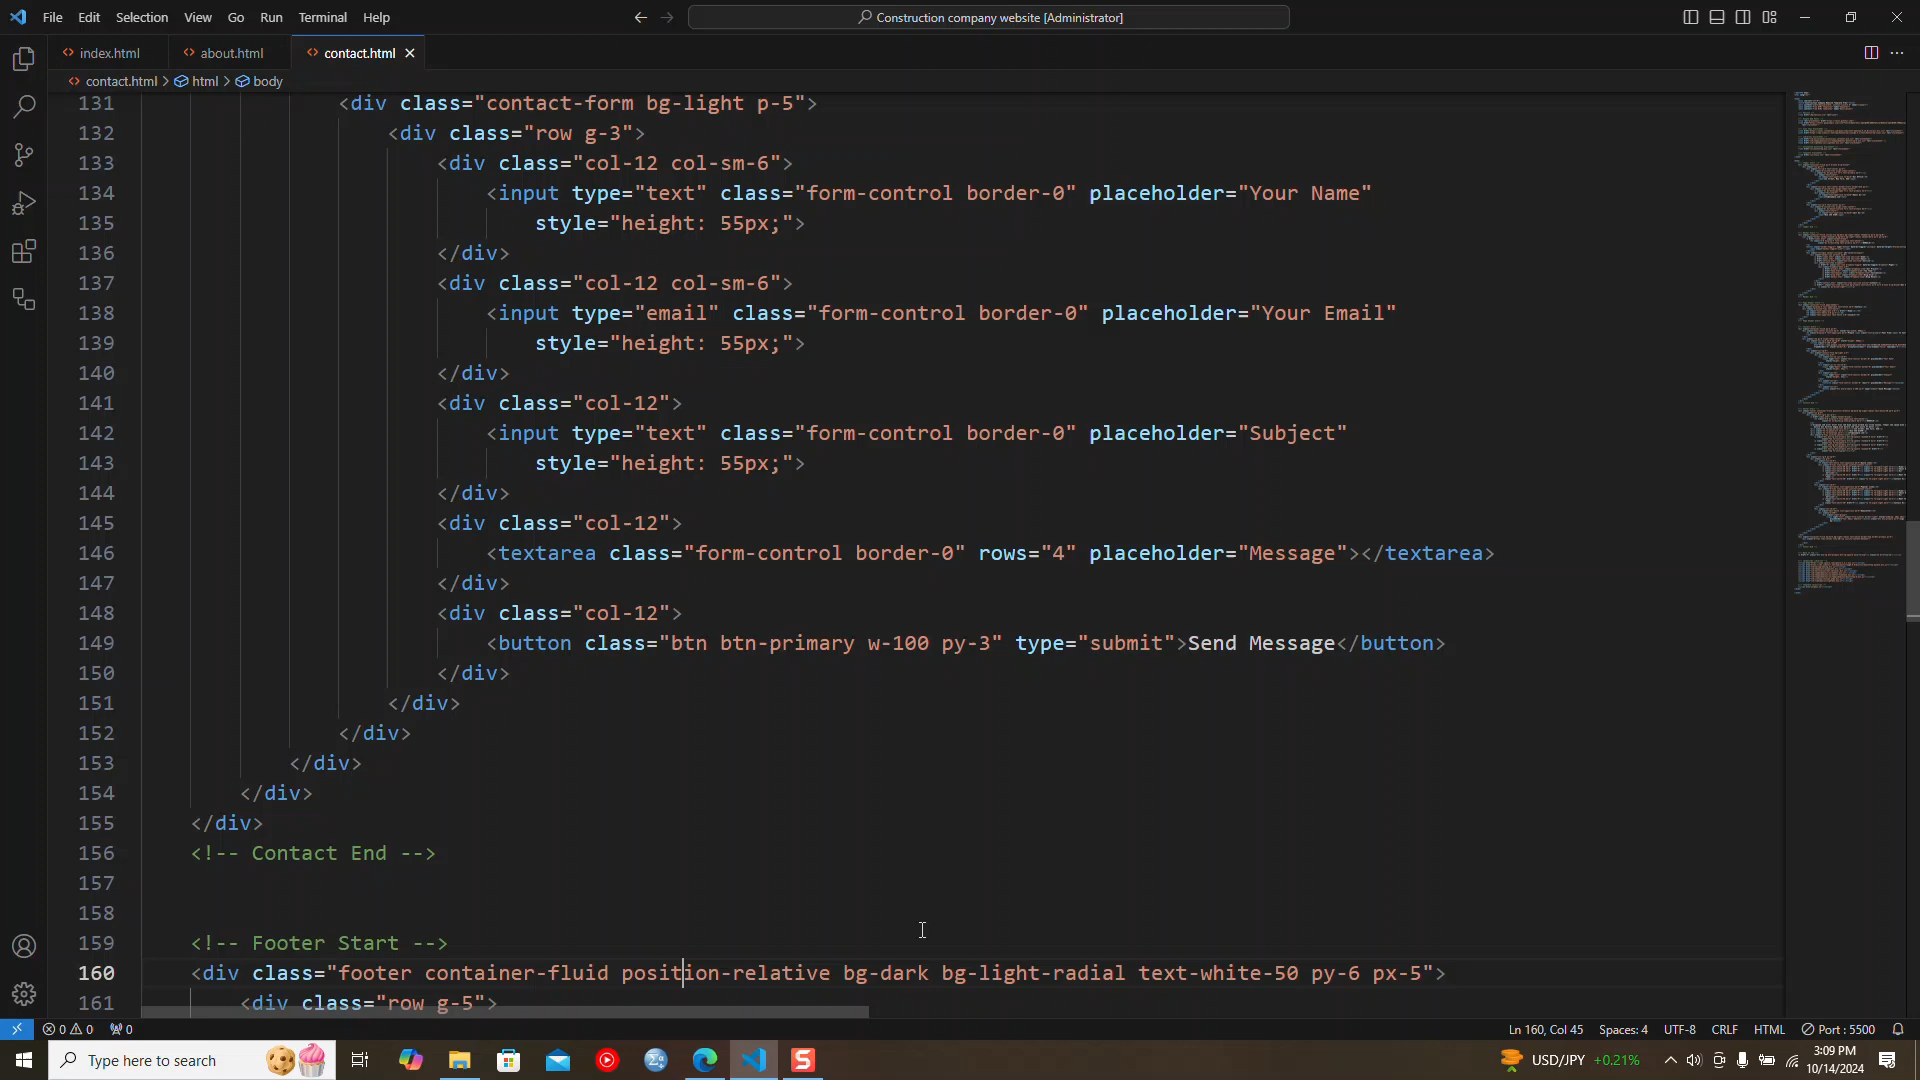 File Edit Selection View Go Run Terminal Help
Construction company website [Administrator]
index.html about.html contact.html
contact.html > html > body
131 <div class="contact-form bg-light p-5">
132 <div class="row g-3">
133 <div class="col-12 col-sm-6">
134 <input type="text" class="form-control border-0" placeholder="Your Name"
135 style="height: 55px;">
136 </div>
137 <div class="col-12 col-sm-6">
138 <input type="email" class="form-control border-0" placeholder="Your Email"
139 style="height: 55px;">
140 </div>
141 <div class="col-12">
142 <input type="text" class="form-control border-0" placeholder="Subject"
143 style="height: 55px;">
144 </div>
145 <div class="col-12">
146 <textarea class="form-control border-0" rows="4" placeholder="Message"></textarea>
147 </div>
148 <div class="col-12">
149 <button class="btn btn-primary w-100 py-3" type="submit">Send Message</button>
150 </div>
151 </div>
152 </div>
153 </div>
154 </div>
155 </div>
156 <!-- Contact End -->
157
158
159 <!-- Footer Start -->
160 <div class="footer container-fluid position-relative bg-dark bg-light-radial text-white-50 py-6 px-5">
161 <div class="row g-5">
0 0 0 Ln 160, Col 45 Spaces: 4 UTF-8 CRLF HTML Port : 5500
Type here to search USD/JPY +0.21% 3:09 PM
10/14/2024